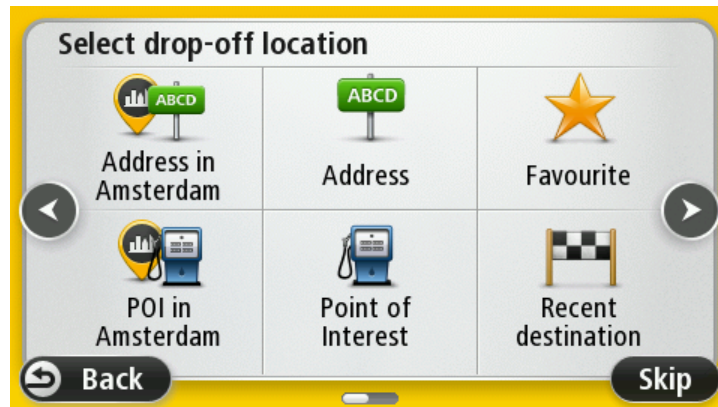 Select drop-off location
ABCD
ABCD
Address in
Amsterdam
Address
Favourite
POI in
Amsterdam
Point of
Interest
Recent
destination
Back
Skip